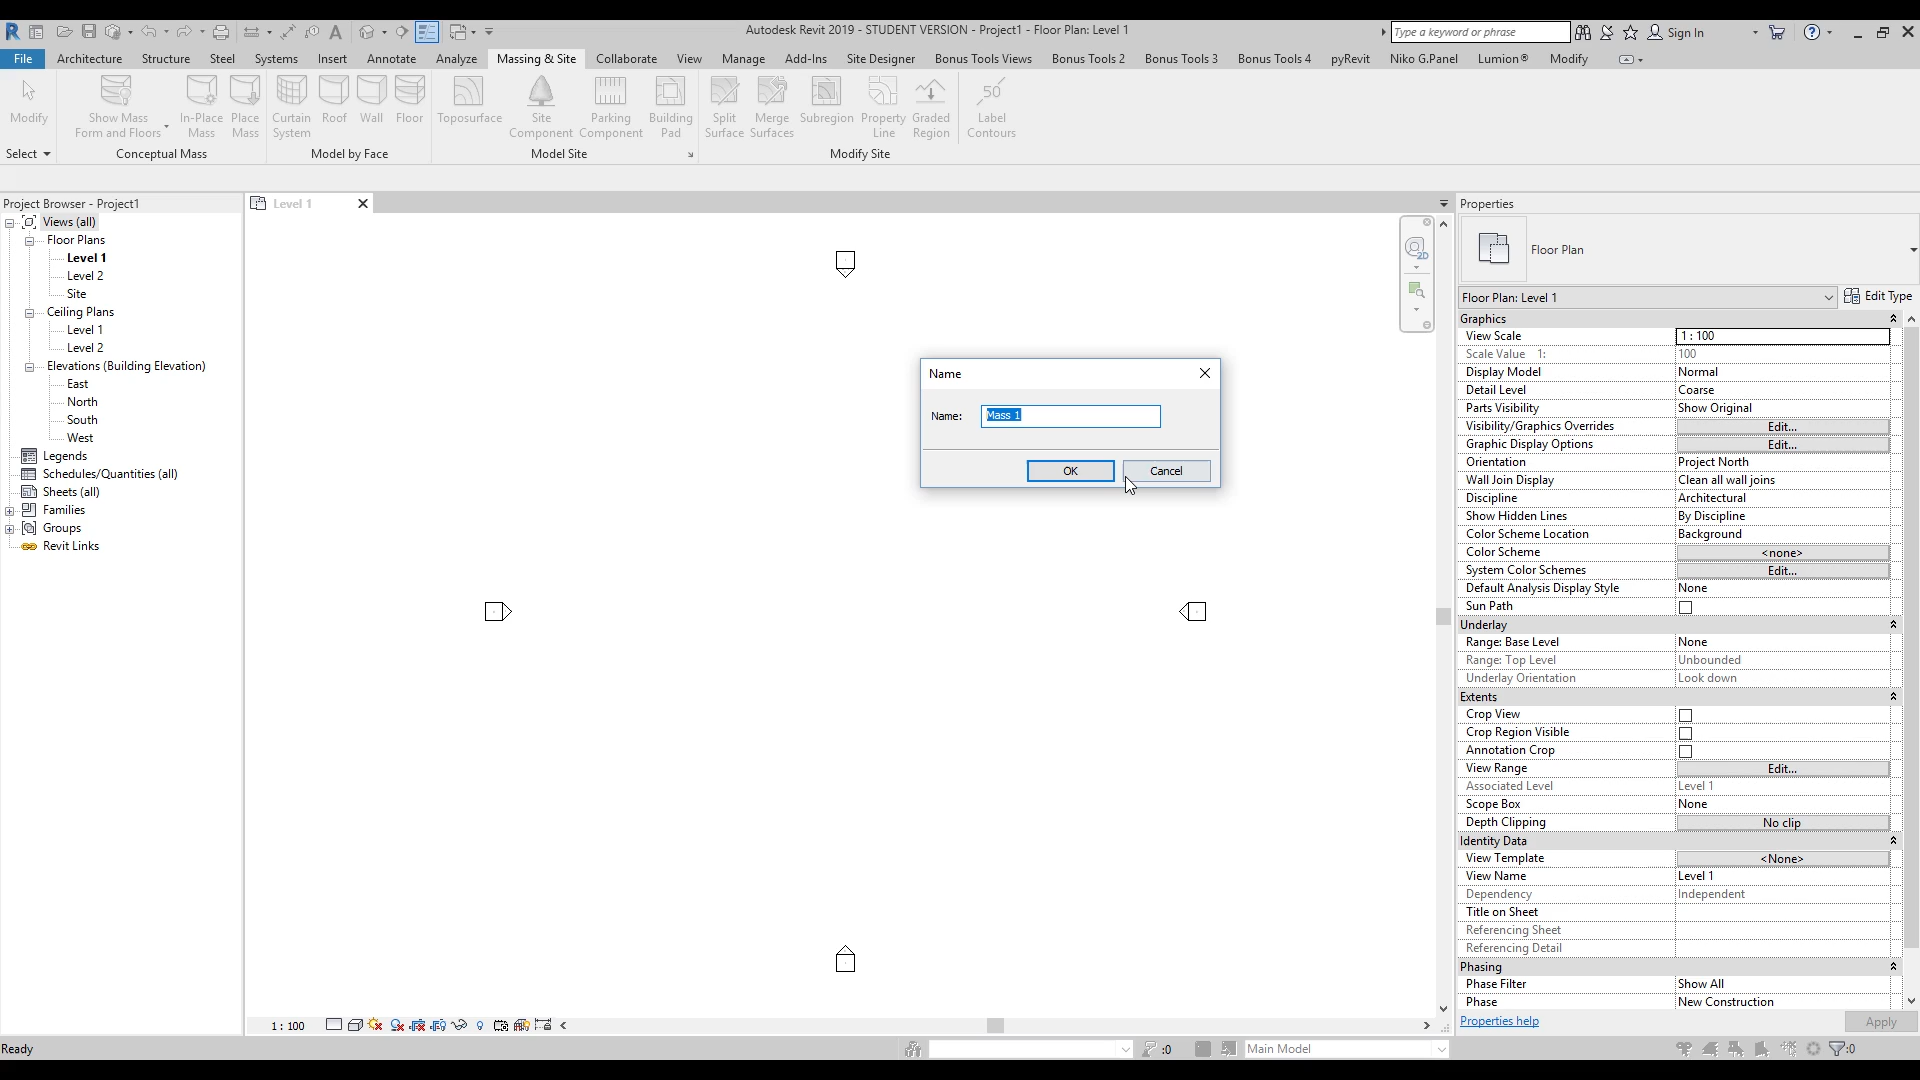 Autodesk Revit 2019 - STUDENT VERSION - Project1 - Floor Plan: Level 1
Type a keyword or phrase
Sign In
File Architecture Structure Steel Systems Insert Annotate Analyze Massing & Site Collaborate View Manage Add-Ins Site Designer Bonus Tools Views Bonus Tools 2 Bonus Tools 3 Bonus Tools 4 pyRevit Niko G.Panel Lumion® Modify
Modify
Show Mass
Form and Floors
In-Place
Mass
Place
Mass
Curtain
System
Roof
Wall
Floor
Toposurface
Site
Component
Parking
Component
Building
Pad
Split
Surface
Merge
Surfaces
Subregion
Property
Line
Graded
Region
50
Label
Contours
Select
Conceptual Mass
Model by Face
Model Site
Modify Site
Project Browser - Project1
Views (all)
Floor Plans
Level 1
Level 2
Site
Ceiling Plans
Level 1
Level 2
Elevations (Building Elevation)
East
North
South
West
Legends
Schedules/Quantities (all)
Sheets (all)
Families
Groups
Revit Links
Level 1
2D
Name
Name: Mass 1
OK Cancel
Properties
Floor Plan
Floor Plan: Level 1 Edit Type
Graphics
View Scale 1 : 100
Scale Value 1: 100
Display Model Normal
Detail Level Coarse
Parts Visibility Show Original
Visibility/Graphics Overrides Edit...
Graphic Display Options Edit...
Orientation Project North
Wall Join Display Clean all wall joins
Discipline Architectural
Show Hidden Lines By Discipline
Color Scheme Location Background
Color Scheme <none>
System Color Schemes Edit...
Default Analysis Display Style None
Sun Path
Underlay
Range: Base Level None
Range: Top Level Unbounded
Underlay Orientation Look down
Extents
Crop View
Crop Region Visible
Annotation Crop
View Range Edit...
Associated Level Level 1
Scope Box None
Depth Clipping No clip
Identity Data
View Template <None>
View Name Level 1
Dependency Independent
Title on Sheet
Referencing Sheet
Referencing Detail
Phasing
Phase Filter Show All
Phase New Construction
Properties help Apply
1 : 100
Ready
:0
Main Model
:0